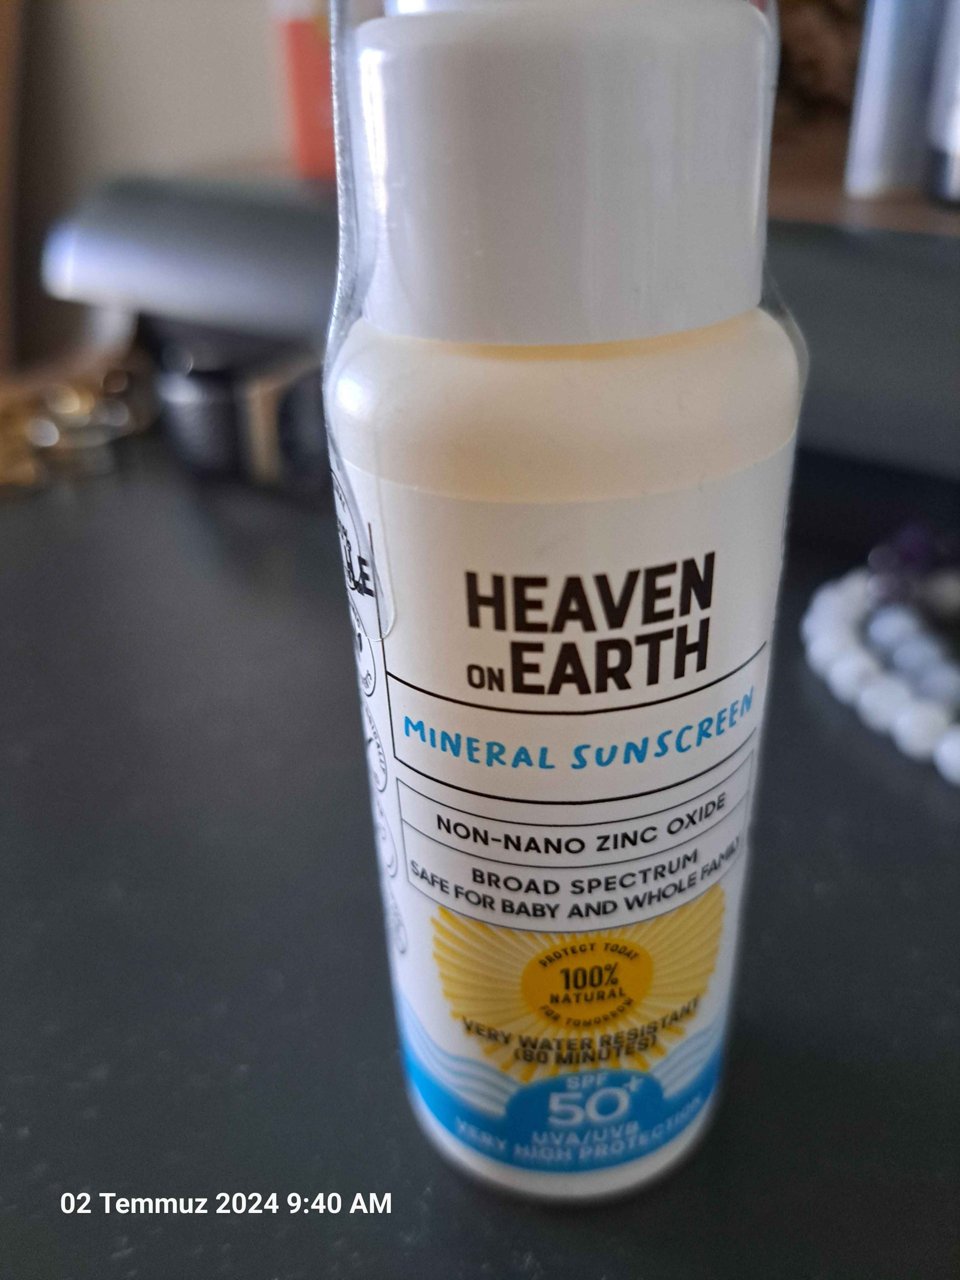 HEAVEN
ON EARTH
MINERAL SUNSCREEN
NON-NANO ZINC OXIDE
BROAD SPECTRUM
SAFE FOR BABY AND WHOLE FAMILY
PROTECT TODAY
100%
NATURAL
FOR TOMORROW
VERY WATER RESISTANT
(80 MINUTES)
SPF
50+
UVA/UVB
VERY HIGH PROTECTION
02 Temmuz 2024 9:40 AM